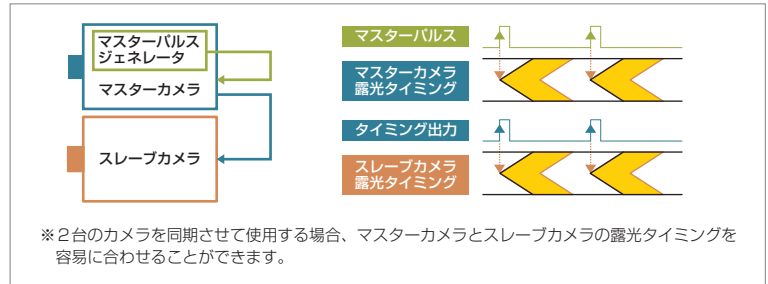 マスターパルス
ジェネレータ
マスターカメラ
スレーブカメラ
マスターパルス
マスターカメラ
露光タイミング
タイミング出力
スレーブカメラ
露光タイミング
※２台のカメラを同期させて使用する場合、マスターカメラとスレーブカメラの露光タイミングを
容易に合わせることができます。